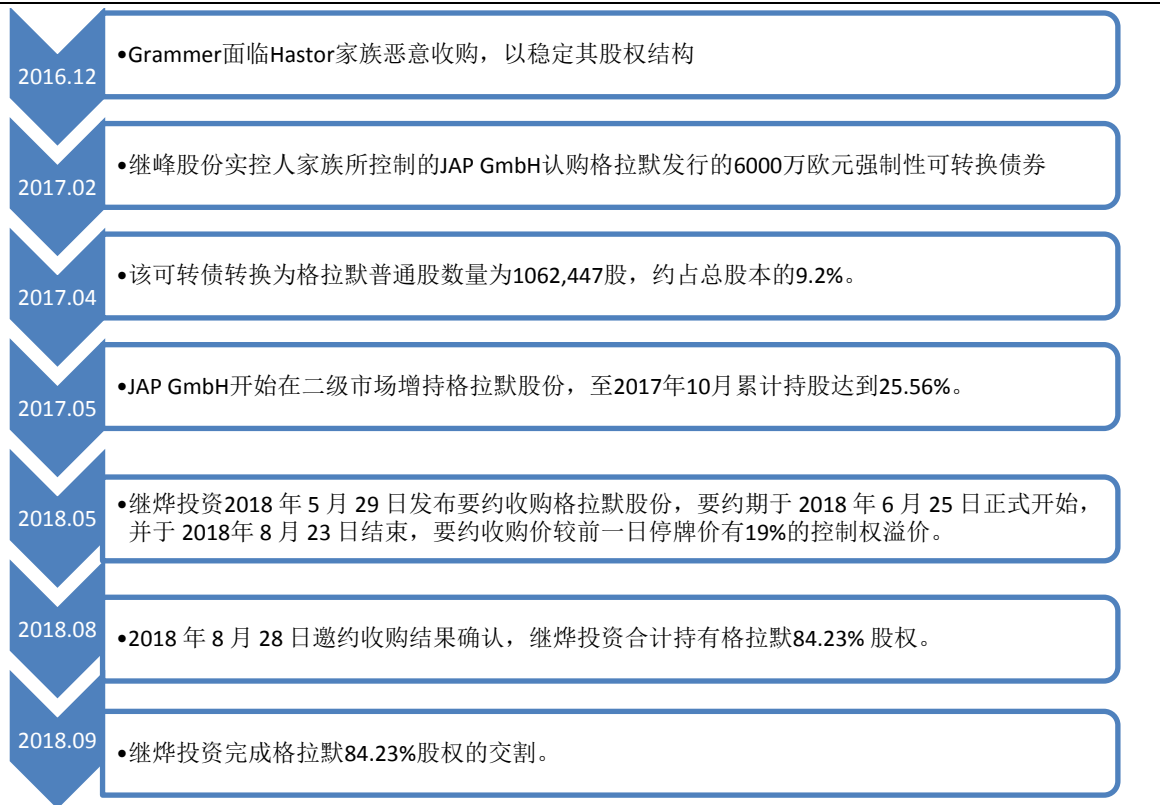 2016.12
•Grammer面临Hastor家族恶意收购，以稳定其股权结构
2017.02
•继峰股份实控人家族所控制的JAP GmbH认购格拉默发行的6000万欧元强制性可转换债券
2017.04
•该可转债转换为格拉默普通股数量为1062,447股，约占总股本的9.2%。
2017.05
•JAP GmbH开始在二级市场增持格拉默股份，至2017年10月累计持股达到25.56%。
2018.05
•继烨投资2018 年 5 月 29 日发布要约收购格拉默股份，要约期于 2018 年 6 月 25 日正式开始，
并于 2018年 8 月 23 日结束，要约收购价较前一日停牌价有19%的控制权溢价。
2018.08
•2018 年 8 月 28 日邀约收购结果确认，继烨投资合计持有格拉默84.23% 股权。
2018.09
•继烨投资完成格拉默84.23%股权的交割。